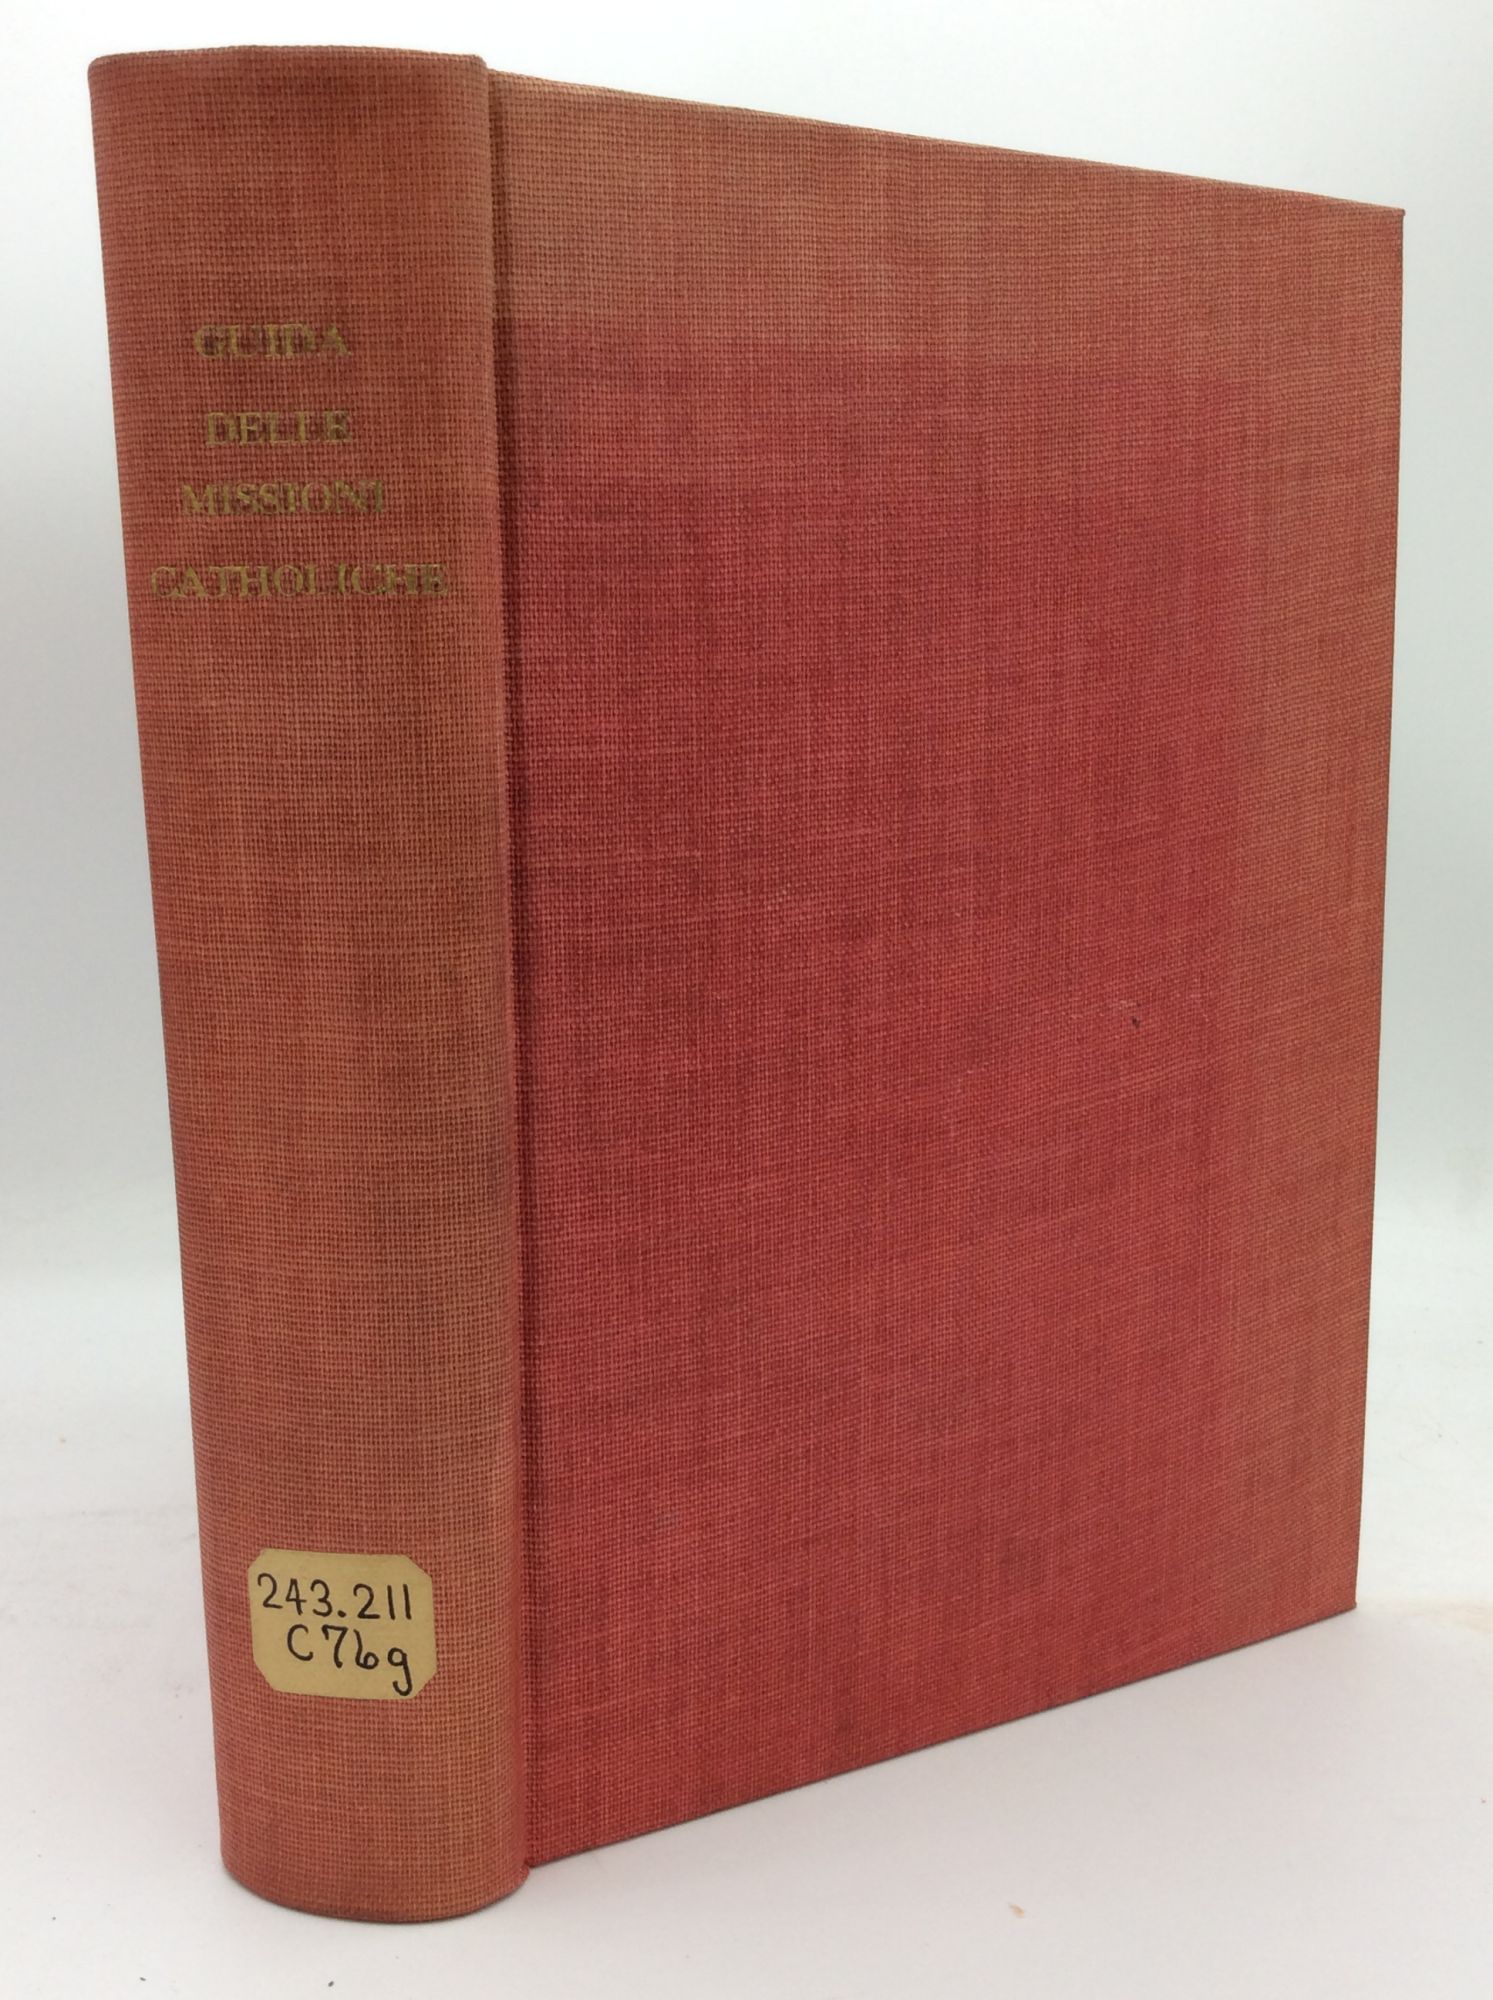 GUIDA
DELLE
MISSIONI
CATHOLICHE
243.211
C76g